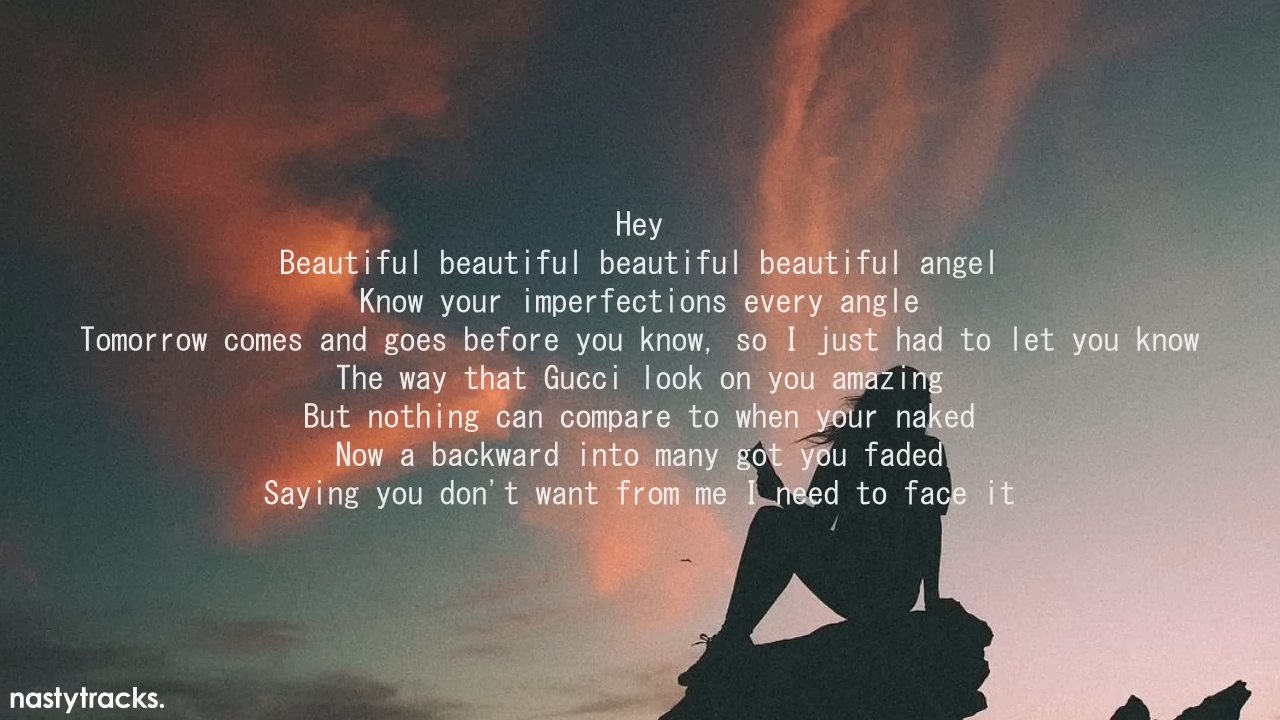 Hey
Beautiful beautiful beautiful beautiful angel
Know your imperfections every angle
Tomorrow comes and goes before you know, so I just had to let you know
The way that Gucci look on you amazing
But nothing can compare to when your naked
Now a backward into many got you faded
Saying you don't want from me I need to face it
nastytracks.